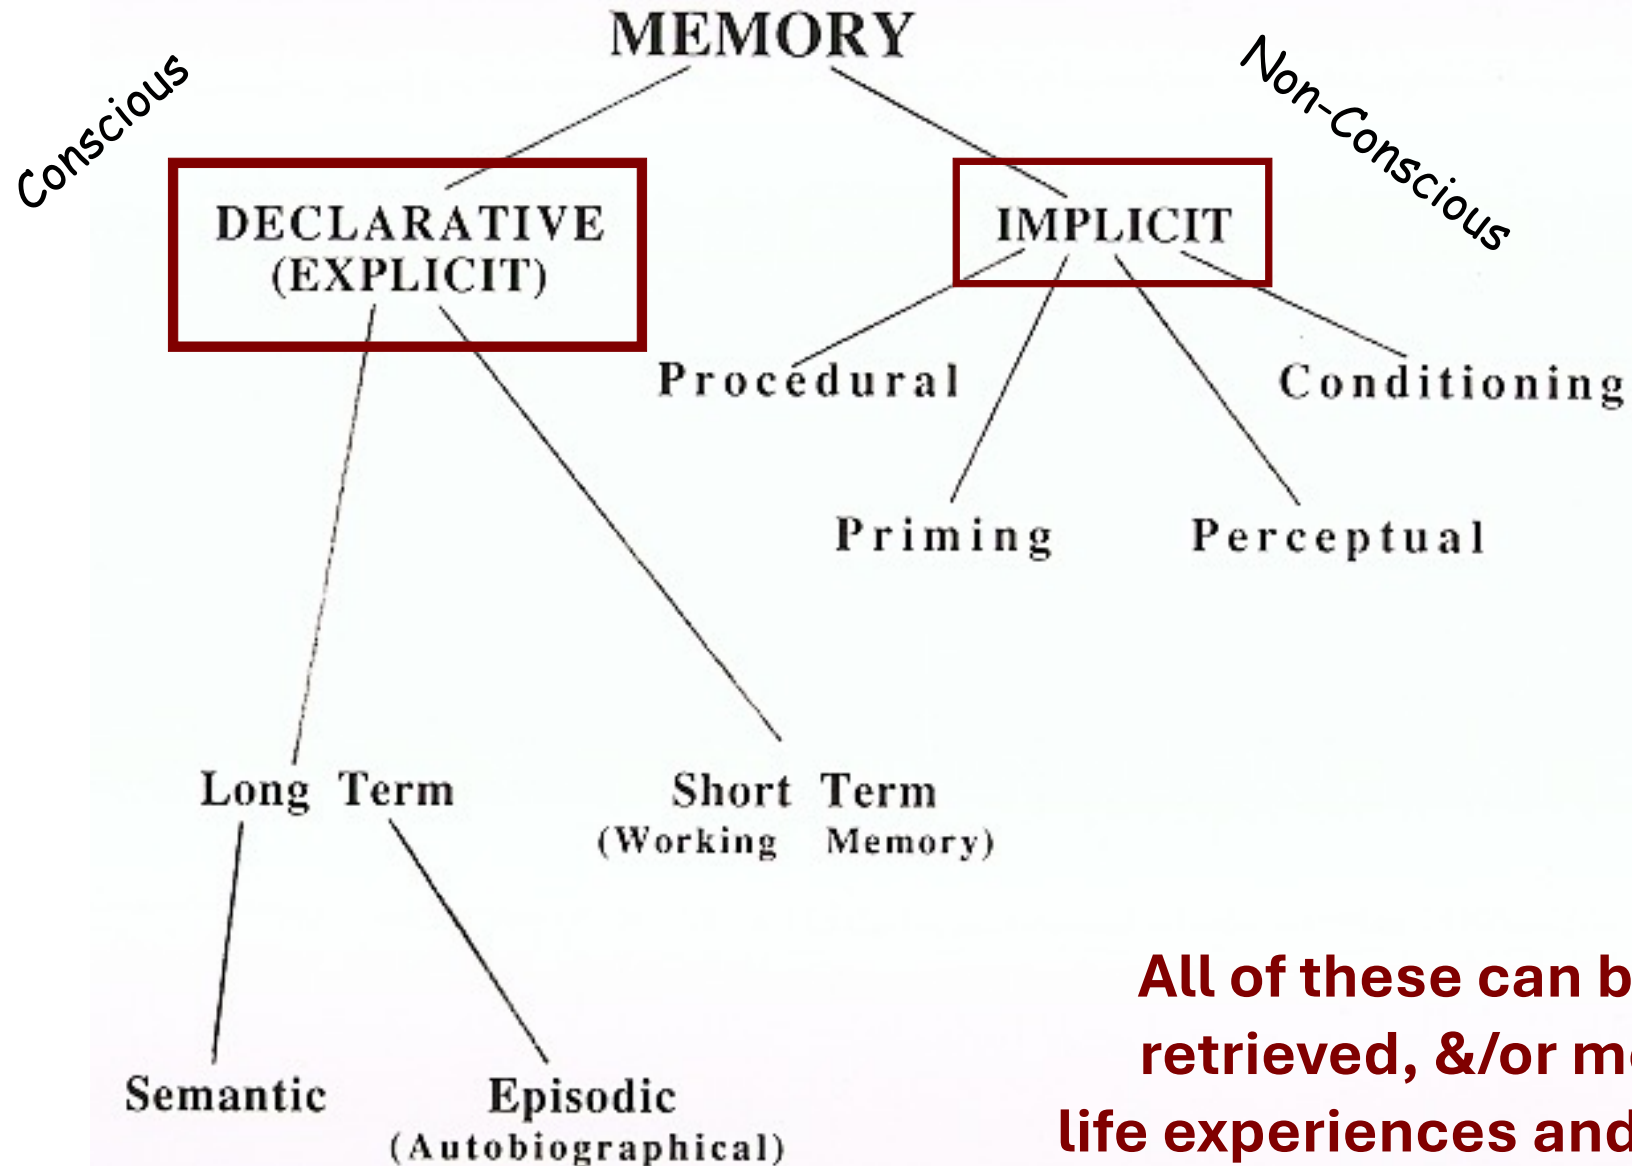 MEMORY
Conscious
Non-Conscious
DECLARATIVE
(EXPLICIT)
IMPLICIT
Procedural
Conditioning
Priming
Perceptual
Long Term
Short Term
(Working Memory)
Semantic
Episodic
(Autobiographical)
All of these can
retrieved, &/or
life experiences and